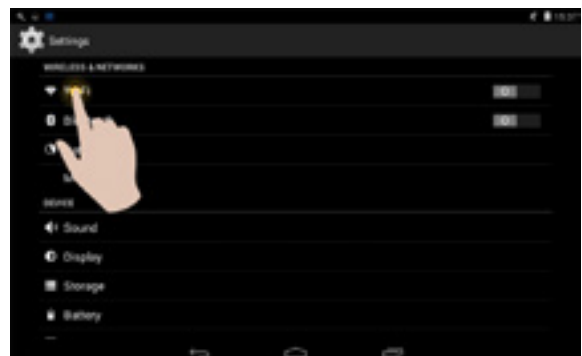 Settings
WIRELESS & NETWORKS
DEVICE
Sound
Display
Storage
Battery